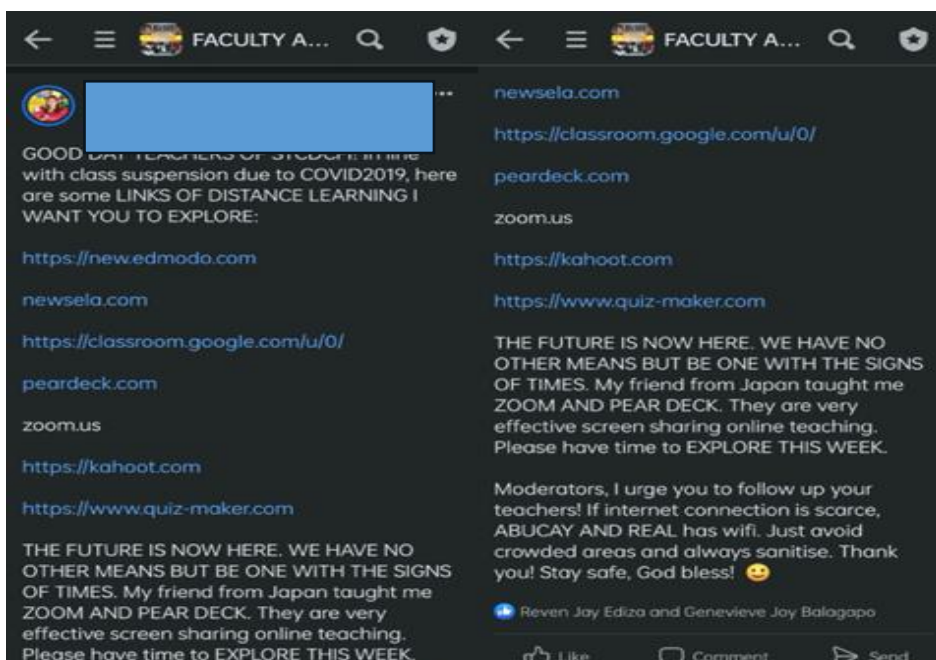 FACULTY A...
GOOD DAY TEACHERS OF STCDCFI! In line
with class suspension due to COVID2019, here
are some LINKS OF DISTANCE LEARNING I
WANT YOU TO EXPLORE:
https://new.edmodo.com
newsela.com
https://classroom.google.com/u/0/
peardeck.com
zoom.us
https://kahoot.com
https://www.quiz-maker.com
THE FUTURE IS NOW HERE. WE HAVE NO
OTHER MEANS BUT BE ONE WITH THE SIGNS
OF TIMES. My friend from Japan taught me
ZOOM AND PEAR DECK. They are very
effective screen sharing online teaching.
Please have time to EXPLORE THIS WEEK.
FACULTY A...
newsela.com
https://classroom.google.com/u/0/
peardeck.com
zoom.us
https://kahoot.com
https://www.quiz-maker.com
THE FUTURE IS NOW HERE. WE HAVE NO
OTHER MEANS BUT BE ONE WITH THE SIGNS
OF TIMES. My friend from Japan taught me
ZOOM AND PEAR DECK. They are very
effective screen sharing online teaching.
Please have time to EXPLORE THIS WEEK.
Moderators, I urge you to follow up your
teachers! If internet connection is scarce,
ABUCAY AND REAL has wifi. Just avoid
crowded areas and always sanitise. Thank
you! Stay safe, God bless! 😀
Reven Jay Ediza and Genevieve Joy Balagapo
Like Comment Send